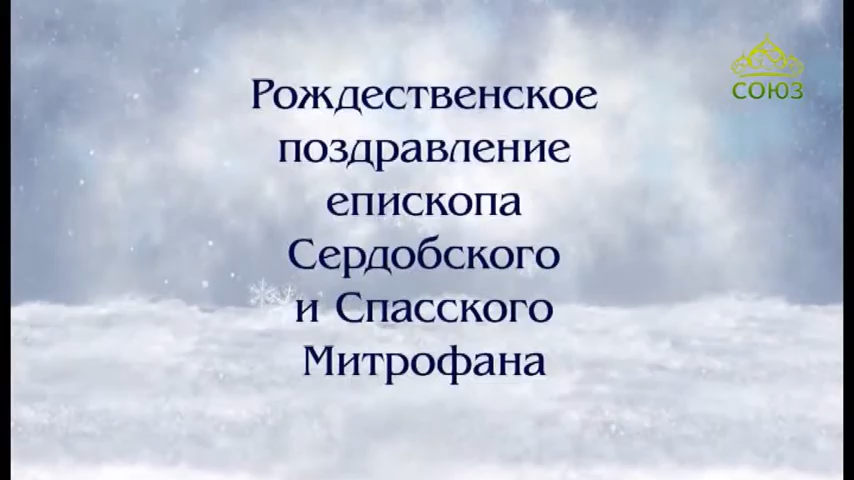 СОЮЗ
Рождественское
поздравление
епископа
Сердобского
и Спасского
Митрофана